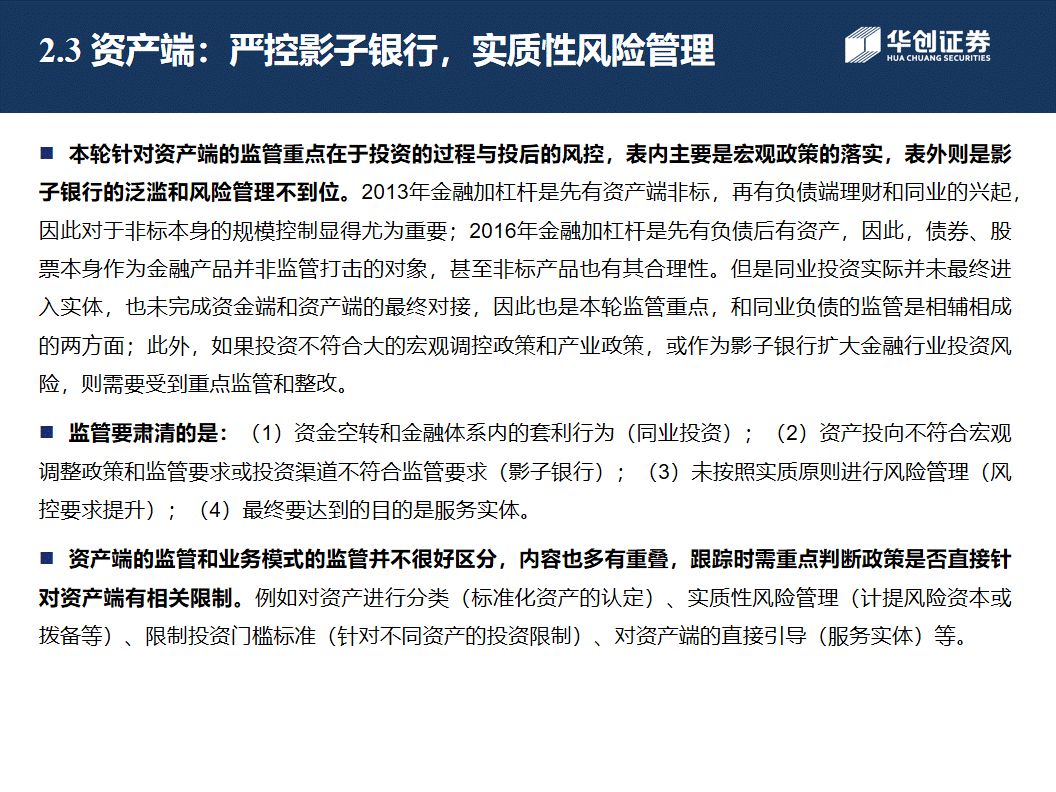 2.3 资产端：严控影子银行，实质性风险管理
华创证券
HUA CHUANG SECURITIES
■ 本轮针对资产端的监管重点在于投资的过程与投后的风控，表内主要是宏观政策的落实，表外则是影
子银行的泛滥和风险管理不到位。2013年金融加杠杆是先有资产端非标，再有负债端理财和同业的兴起，
因此对于非标本身的规模控制显得尤为重要；2016年金融加杠杆是先有负债后有资产，因此，债券、股
票本身作为金融产品并非监管打击的对象，甚至非标产品也有其合理性。但是同业投资实际并未最终进
入实体，也未完成资金端和资产端的最终对接，因此也是本轮监管重点，和同业负债的监管是相辅相成
的两方面；此外，如果投资不符合大的宏观调控政策和产业政策，或作为影子银行扩大金融行业投资风
险，则需要受到重点监管和整改。
■ 监管要肃清的是：（1）资金空转和金融体系内的套利行为（同业投资）；（2）资产投向不符合宏观
调整政策和监管要求或投资渠道不符合监管要求（影子银行）；（3）未按照实质原则进行风险管理（风
控要求提升）；（4）最终要达到的目的是服务实体。
■ 资产端的监管和业务模式的监管并不很好区分，内容也多有重叠，跟踪时需重点判断政策是否直接针
对资产端有相关限制。例如对资产进行分类（标准化资产的认定）、实质性风险管理（计提风险资本或
拨备等）、限制投资门槛标准（针对不同资产的投资限制）、对资产端的直接引导（服务实体）等。